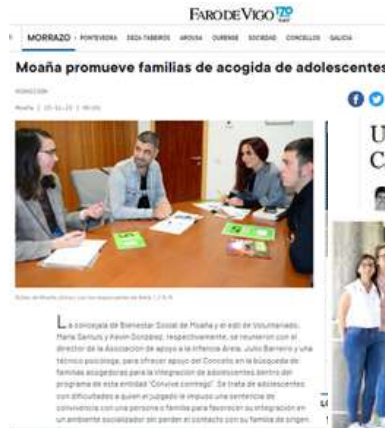 FARO DE VIGO 170
MORRAZO PONTEVEDRA DEZA-TABEIRÓS AROUSA OURENSE SOCIEDAD CONCELLOS GALICIA
Moaña promueve familias de acogida de adolescentes
REDACCIÓN
Moaña
U
C
La concejala de Bienestar Social de Moaña y el edil de Voluntariado,
María Santos y Kevin González, respectivamente, se reunieron con el
director de la Asociación de apoyo a la infancia Arela, Julio Barreiro y una
técnico psicóloga, para ofrecer apoyo del Concello en la búsqueda de
familias acogedoras para la integración de adolescentes dentro del
programa de esta entidad "Convive conmigo". Se trata de adolescentes
con dificultades a quien el juzgado le impuso una sentencia de
convivencia con una persona o familia para favorecer su integración en
un ambiente socializador sin perder el contacto con su familia de origen.